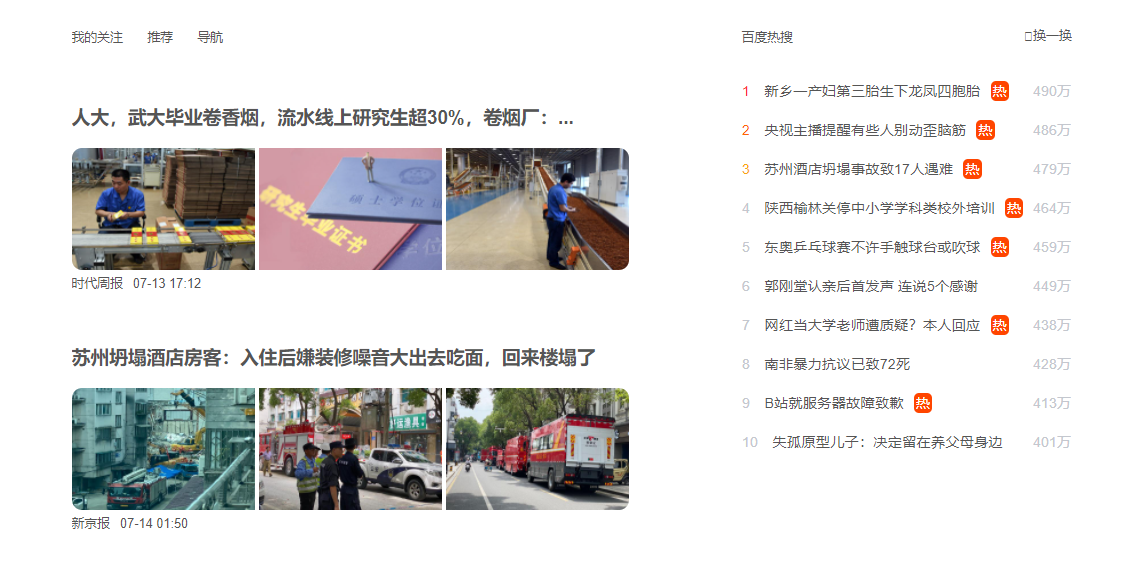 我的关注 推荐 导航
人大，武大毕业卷香烟，流水线上研究生超30%，卷烟厂：...
研究生毕业证书
硕士学位证
学位
时代周报 07-13 17:12
苏州坍塌酒店房客：入住后嫌装修噪音大出去吃面，回来楼塌了
新京报 07-14 01:50
百度热搜 换一换
1 新乡一产妇第三胎生下龙凤四胞胎 热 490万
2 央视主播提醒有些人别动歪脑筋 热 486万
3 苏州酒店坍塌事故致17人遇难 热 479万
4 陕西榆林关停中小学学科类校外培训 热 464万
5 东奥乒乓球赛不许手触球台或吹球 热 459万
6 郭刚堂认亲后首发声 连说5个感谢 449万
7 网红当大学老师遭质疑？本人回应 热 438万
8 南非暴力抗议已致72死 428万
9 B站就服务器故障致歉 热 413万
10 失孤原型儿子：决定留在养父母身边 401万